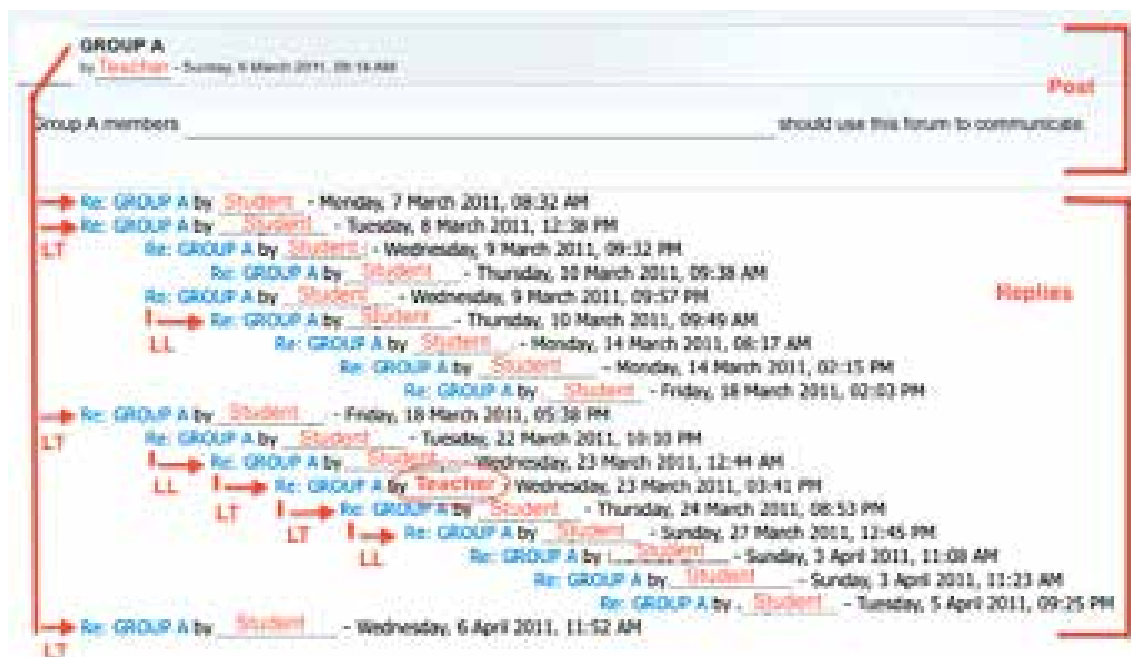 GROUP A
by Teacher - Sunday, 6 March 2011, 09:16 AM
Post
Group A members should use this forum to communicate.
Re: GROUP A by Student - Monday, 7 March 2011, 08:32 AM
Re: GROUP A by Student - Tuesday, 8 March 2011, 12:38 PM
LT Re: GROUP A by Student - Wednesday, 9 March 2011, 09:32 PM
Re: GROUP A by Student - Thursday, 10 March 2011, 09:38 AM
Re: GROUP A by Student - Wednesday, 9 March 2011, 09:57 PM
Replies
Re: GROUP A by Student - Thursday, 10 March 2011, 09:49 AM
LL Re: GROUP A by Student - Monday, 14 March 2011, 08:17 AM
Re: GROUP A by Student - Monday, 14 March 2011, 02:15 PM
Re: GROUP A by Student - Friday, 18 March 2011, 02:03 PM
Re: GROUP A by Student - Friday, 18 March 2011, 05:38 PM
LT Re: GROUP A by Student - Tuesday, 22 March 2011, 10:10 PM
Re: GROUP A by Student - Wednesday, 23 March 2011, 12:44 AM
LL Re: GROUP A by Teacher - Wednesday, 23 March 2011, 03:41 PM
LT Re: GROUP A by Student - Thursday, 24 March 2011, 08:53 PM
LT Re: GROUP A by Student - Sunday, 27 March 2011, 12:45 PM
LL Re: GROUP A by Student - Sunday, 3 April 2011, 11:08 AM
Re: GROUP A by Student - Sunday, 3 April 2011, 11:23 AM
Re: GROUP A by Student - Tuesday, 5 April 2011, 09:25 PM
Re: GROUP A by Student - Wednesday, 6 April 2011, 11:52 AM
LT